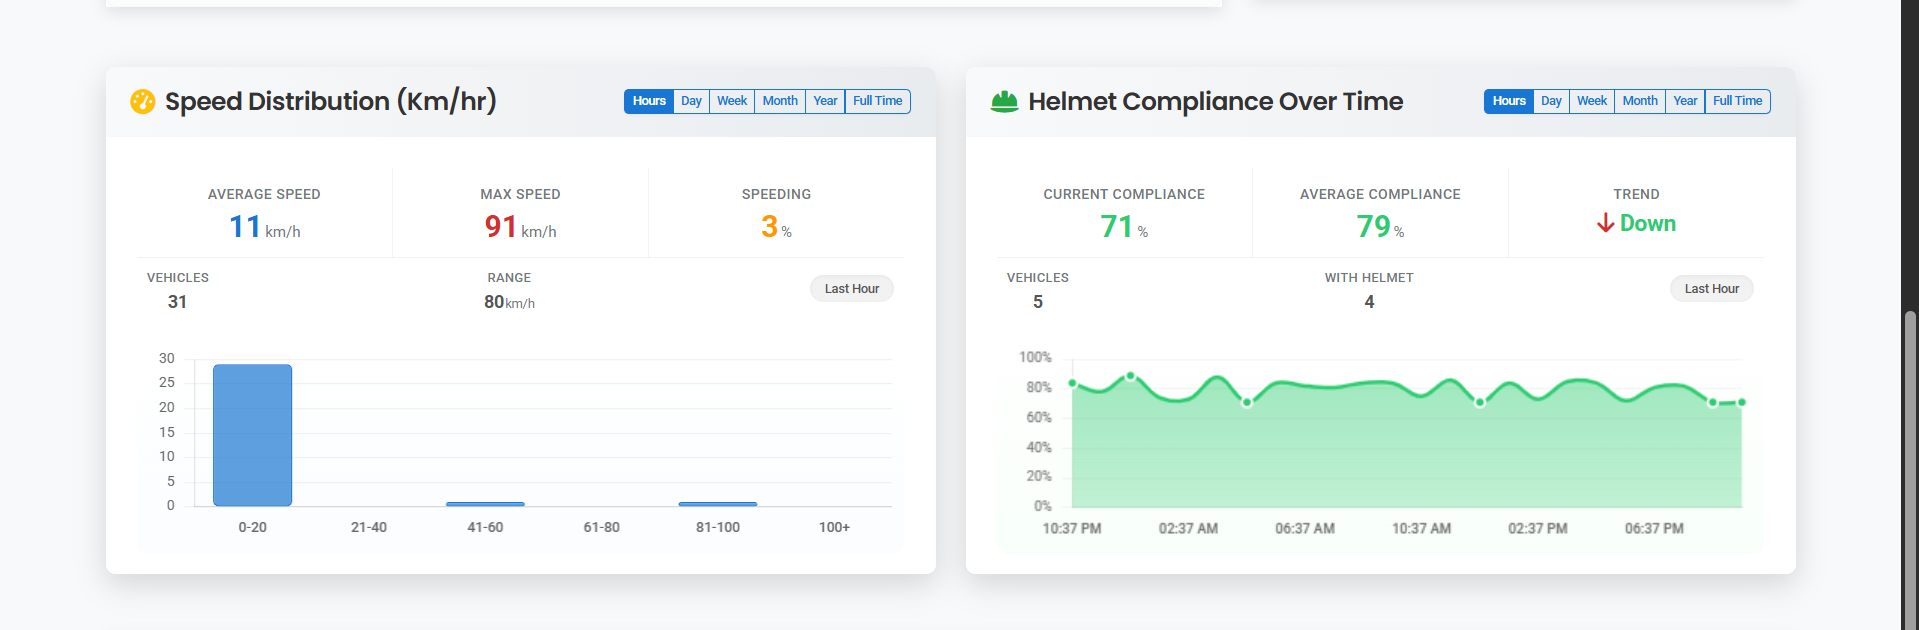 Speed Distribution (Km/hr)
Hours Day Week Month Year Full Time
AVERAGE SPEED
11 km/h
MAX SPEED
91 km/h
SPEEDING
3 %
VEHICLES
31
RANGE
80 km/h
Last Hour
30
25
20
15
10
5
0
0-20 21-40 41-60 61-80 81-100 100+
Helmet Compliance Over Time
Hours Day Week Month Year Full Time
CURRENT COMPLIANCE
71 %
AVERAGE COMPLIANCE
79 %
TREND
↓ Down
VEHICLES
5
WITH HELMET
4
Last Hour
100%
80%
60%
40%
20%
0%
10:37 PM 02:37 AM 06:37 AM 10:37 AM 02:37 PM 06:37 PM